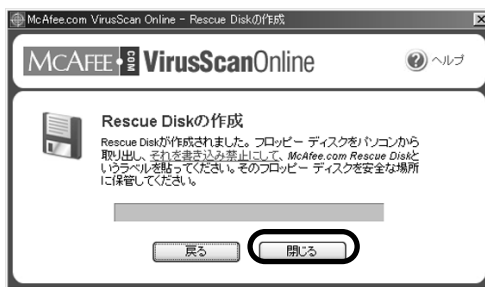 McAfee.com VirusScan Online - Rescue Diskの作成
McAFEE.COM VirusScanOnline
ヘルプ
Rescue Diskの作成
Rescue Diskが作成されました。フロッピー ディスクをパソコンから
取り出し、それを書き込み禁止にして、McAfee.com Rescue Diskと
いうラベルを貼ってください。そのフロッピー ディスクを安全な場所
に保管してください。
戻る
閉じる